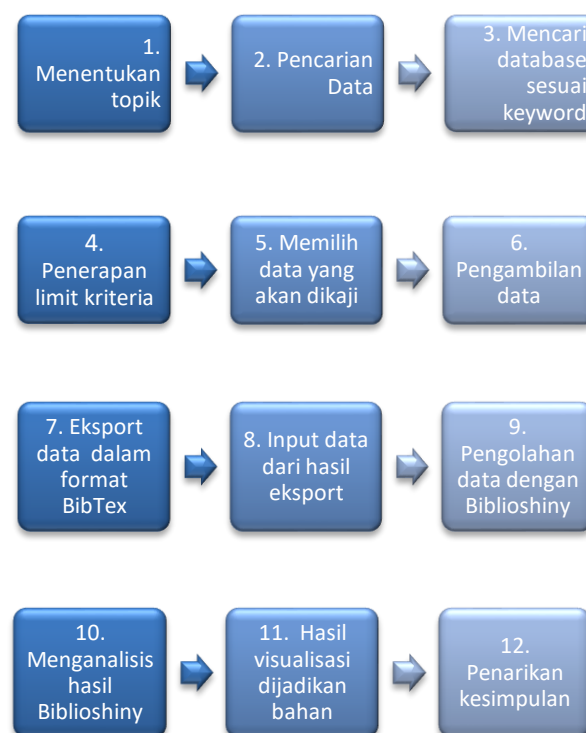 1.
Menentukan
topik
2. Pencarian
Data
3. Mencari
database
sesuai
keyword
4.
Penerapan
limit kriteria
5. Memilih
data yang
akan dikaji
6.
Pengambilan
data
7. Eksport
data dalam
format
BibTex
8. Input data
dari hasil
eksport
9.
Pengolahan
data dengan
Biblioshiny
10.
Menganalisis
hasil
Biblioshiny
11. Hasil
visualisasi
dijadikan
bahan
12.
Penarikan
kesimpulan